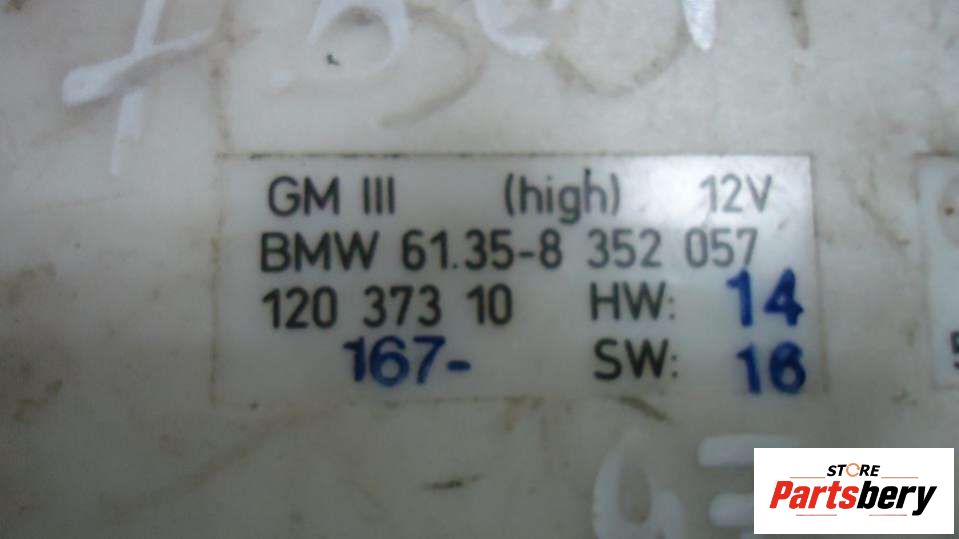 GM III (high) 12V
BMW 61.35-8 352 057
120 373 10 HW: 14
167- SW: 16
STORE
Partsbery